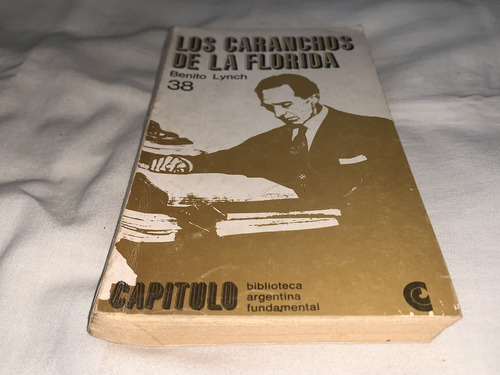 LOS CARANCHOS
DE LA FLORIDA
Benito Lynch
38
CAPITULO
biblioteca
argentina
fundamental